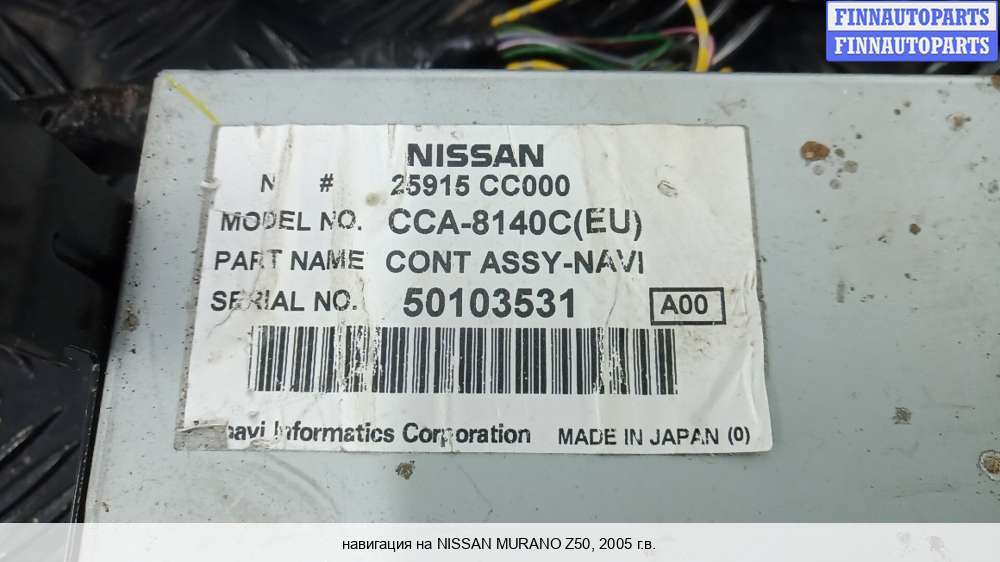 FINNAUTOPARTS
FINNAUTOPARTS
NISSAN
# 25915 CC000
MODEL NO. CCA-8140C(EU)
PART NAME CONT ASSY-NAVI
SERIAL NO. 50103531 A00
Informatics Corporation MADE IN JAPAN (0)
навигация на NISSAN MURANO Z50, 2005 г.в.